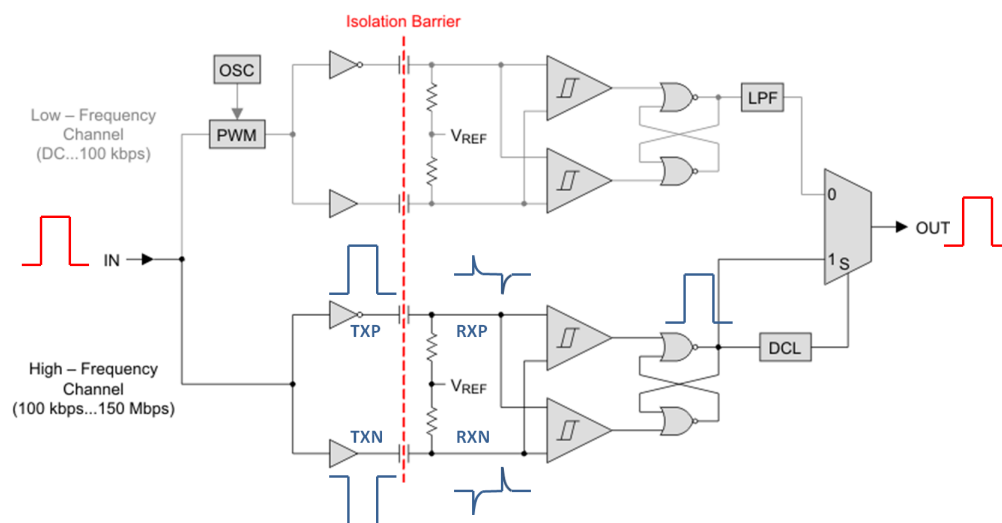 Isolation Barrier
OSC
Low – Frequency
Channel
(DC...100 kbps)
PWM
VREF
LPF
0
OUT
IN
1
S
TXP
RXP
High – Frequency
Channel
(100 kbps...150 Mbps)
VREF
DCL
TXN
RXN